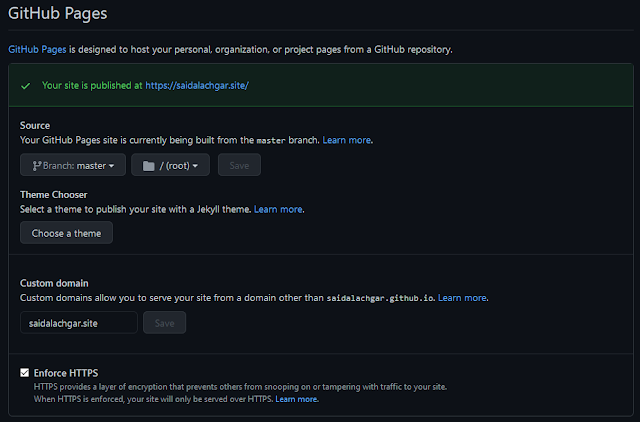 GitHub Pages
GitHub Pages is designed to host your personal, organization, or project pages from a GitHub repository.
Your site is published at https://saidalachgar.site/
Source
Your GitHub Pages site is currently being built from the master branch. Learn more.
Branch: master
/ (root)
Save
Theme Chooser
Select a theme to publish your site with a Jekyll theme. Learn more.
Choose a theme
Custom domain
Custom domains allow you to serve your site from a domain other than saidalachgar.github.io. Learn more.
saidalachgar.site
Save
Enforce HTTPS
HTTPS provides a layer of encryption that prevents others from snooping on or tampering with traffic to your site.
When HTTPS is enforced, your site will only be served over HTTPS. Learn more.